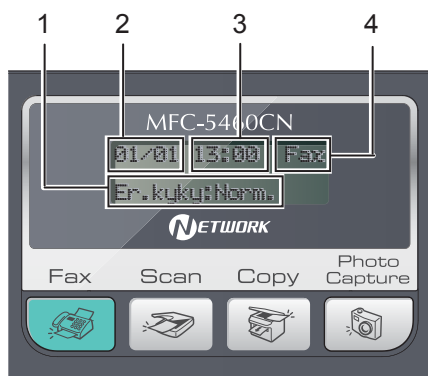 1 2 3 4
MFC-5460CN
01/01 13:00 Fax
Er.kyky:Norm.
NETWORK
Fax Scan Copy Photo Capture